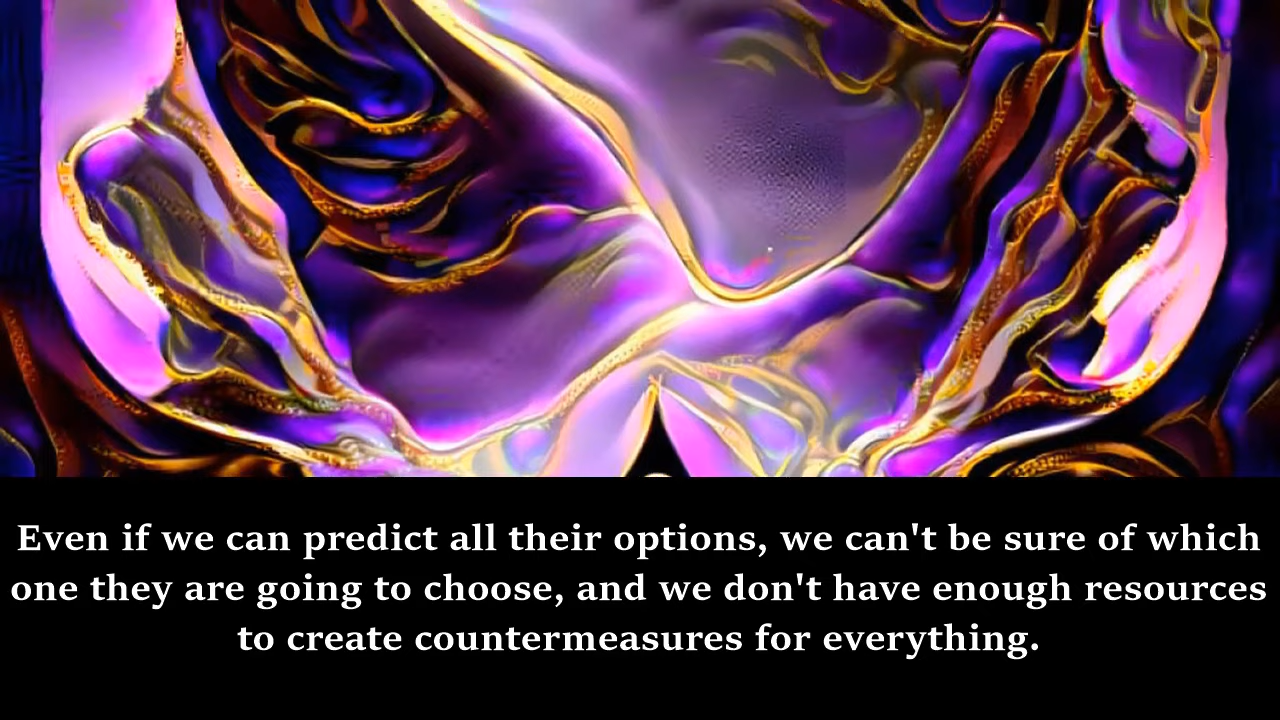 Even if we can predict all their options, we can't be sure of which
one they are going to choose, and we don't have enough resources
to create countermeasures for everything.